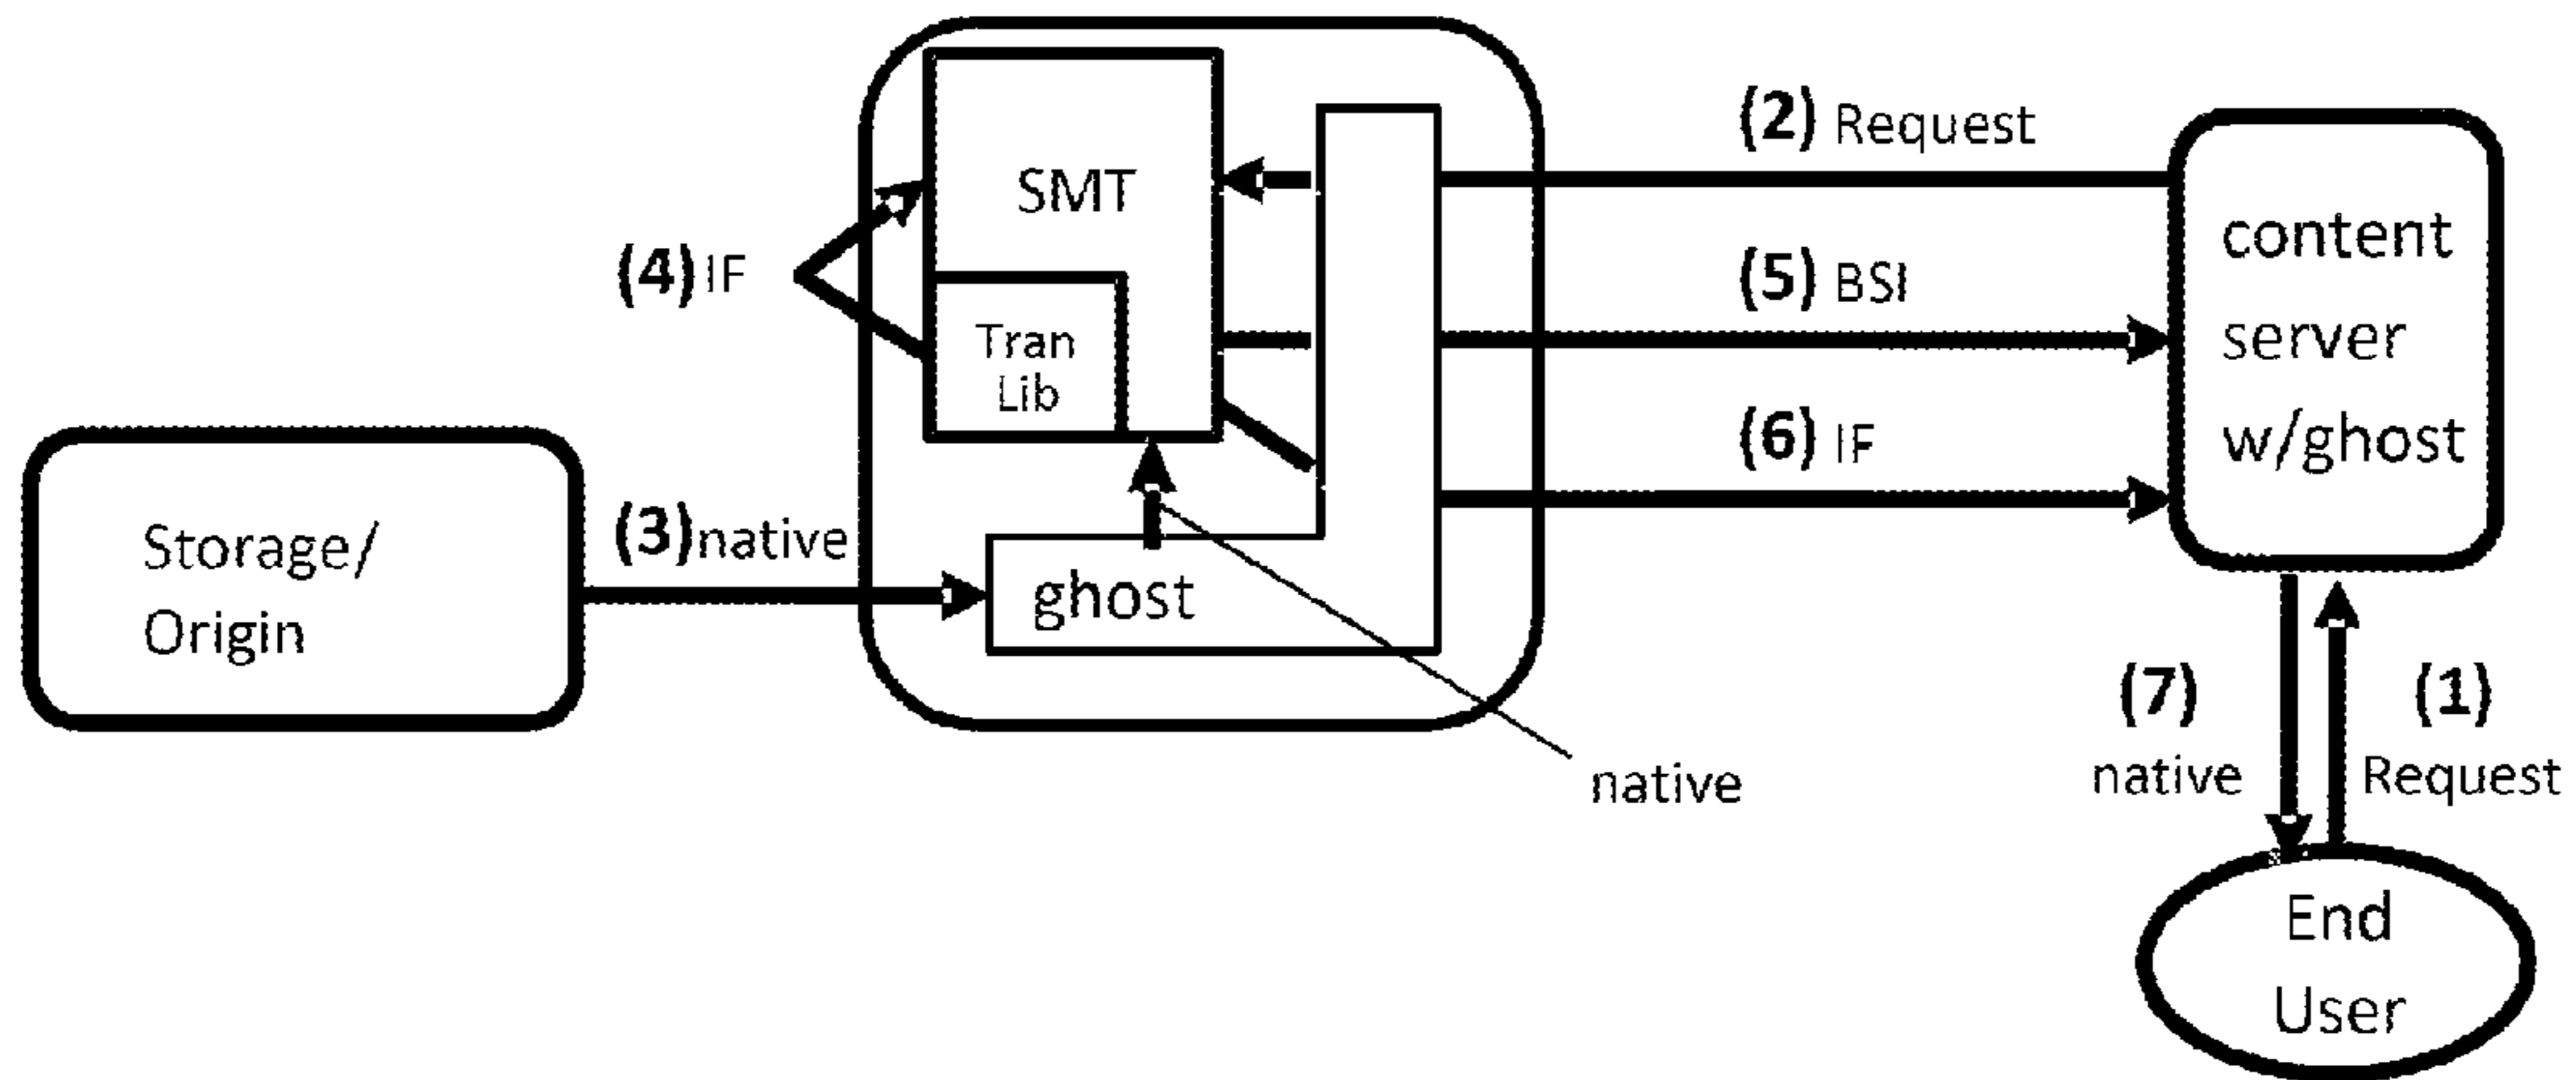 SMT
Tran
Lib
(4) IF
(2) Request
(5) BSI
(6) IF
content
server
w/ghost
Storage/
Origin
(3) native
ghost
native
(7)
native
(1)
Request
End
User